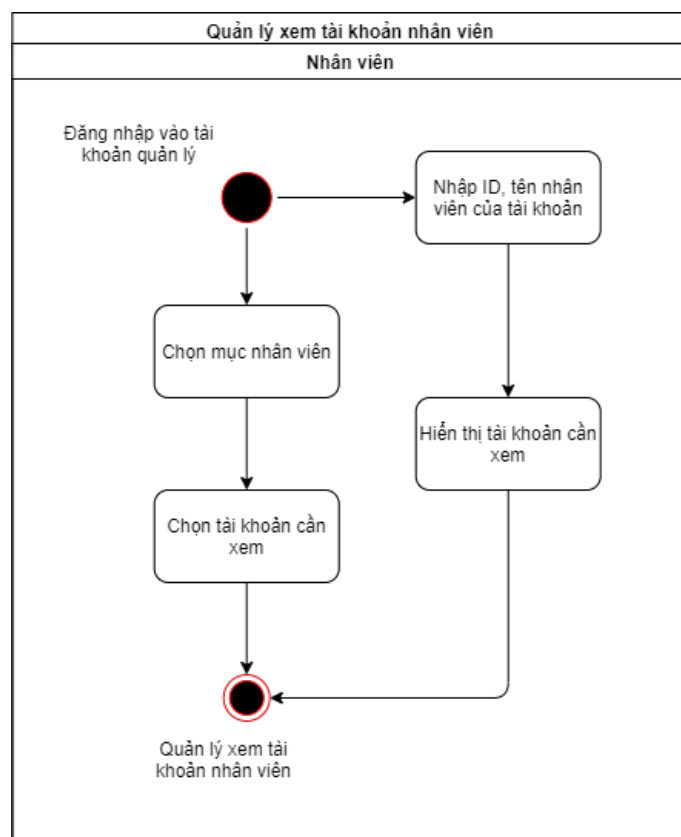 Quản lý xem tài khoản nhân viên
Nhân viên
Đăng nhập vào tài
khoản quản lý
Nhập ID, tên nhân
viên của tài khoản
Chọn mục nhân viên
Hiển thị tài khoản cần
xem
Chọn tài khoản cần
xem
Quản lý xem tài
khoản nhân viên